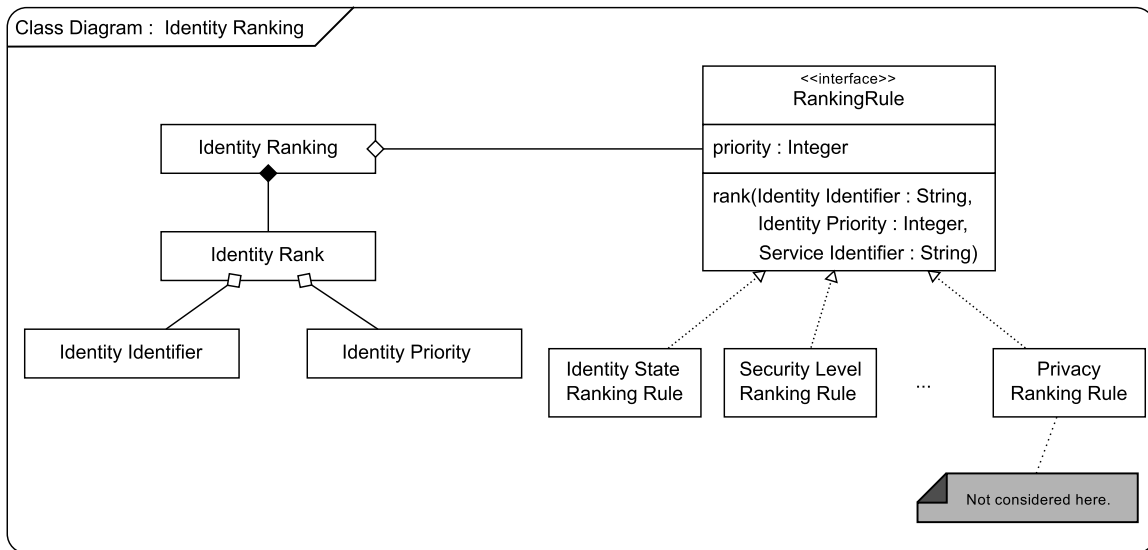 Class Diagram : Identity Ranking
<<interface>>
RankingRule
Identity Ranking
priority : Integer
rank(Identity Identifier : String,
Identity Priority : Integer,
Service Identifier : String)
Identity Rank
Identity Identifier
Identity Priority
Identity State
Ranking Rule
Security Level
Ranking Rule
...
Privacy
Ranking Rule
Not considered here.